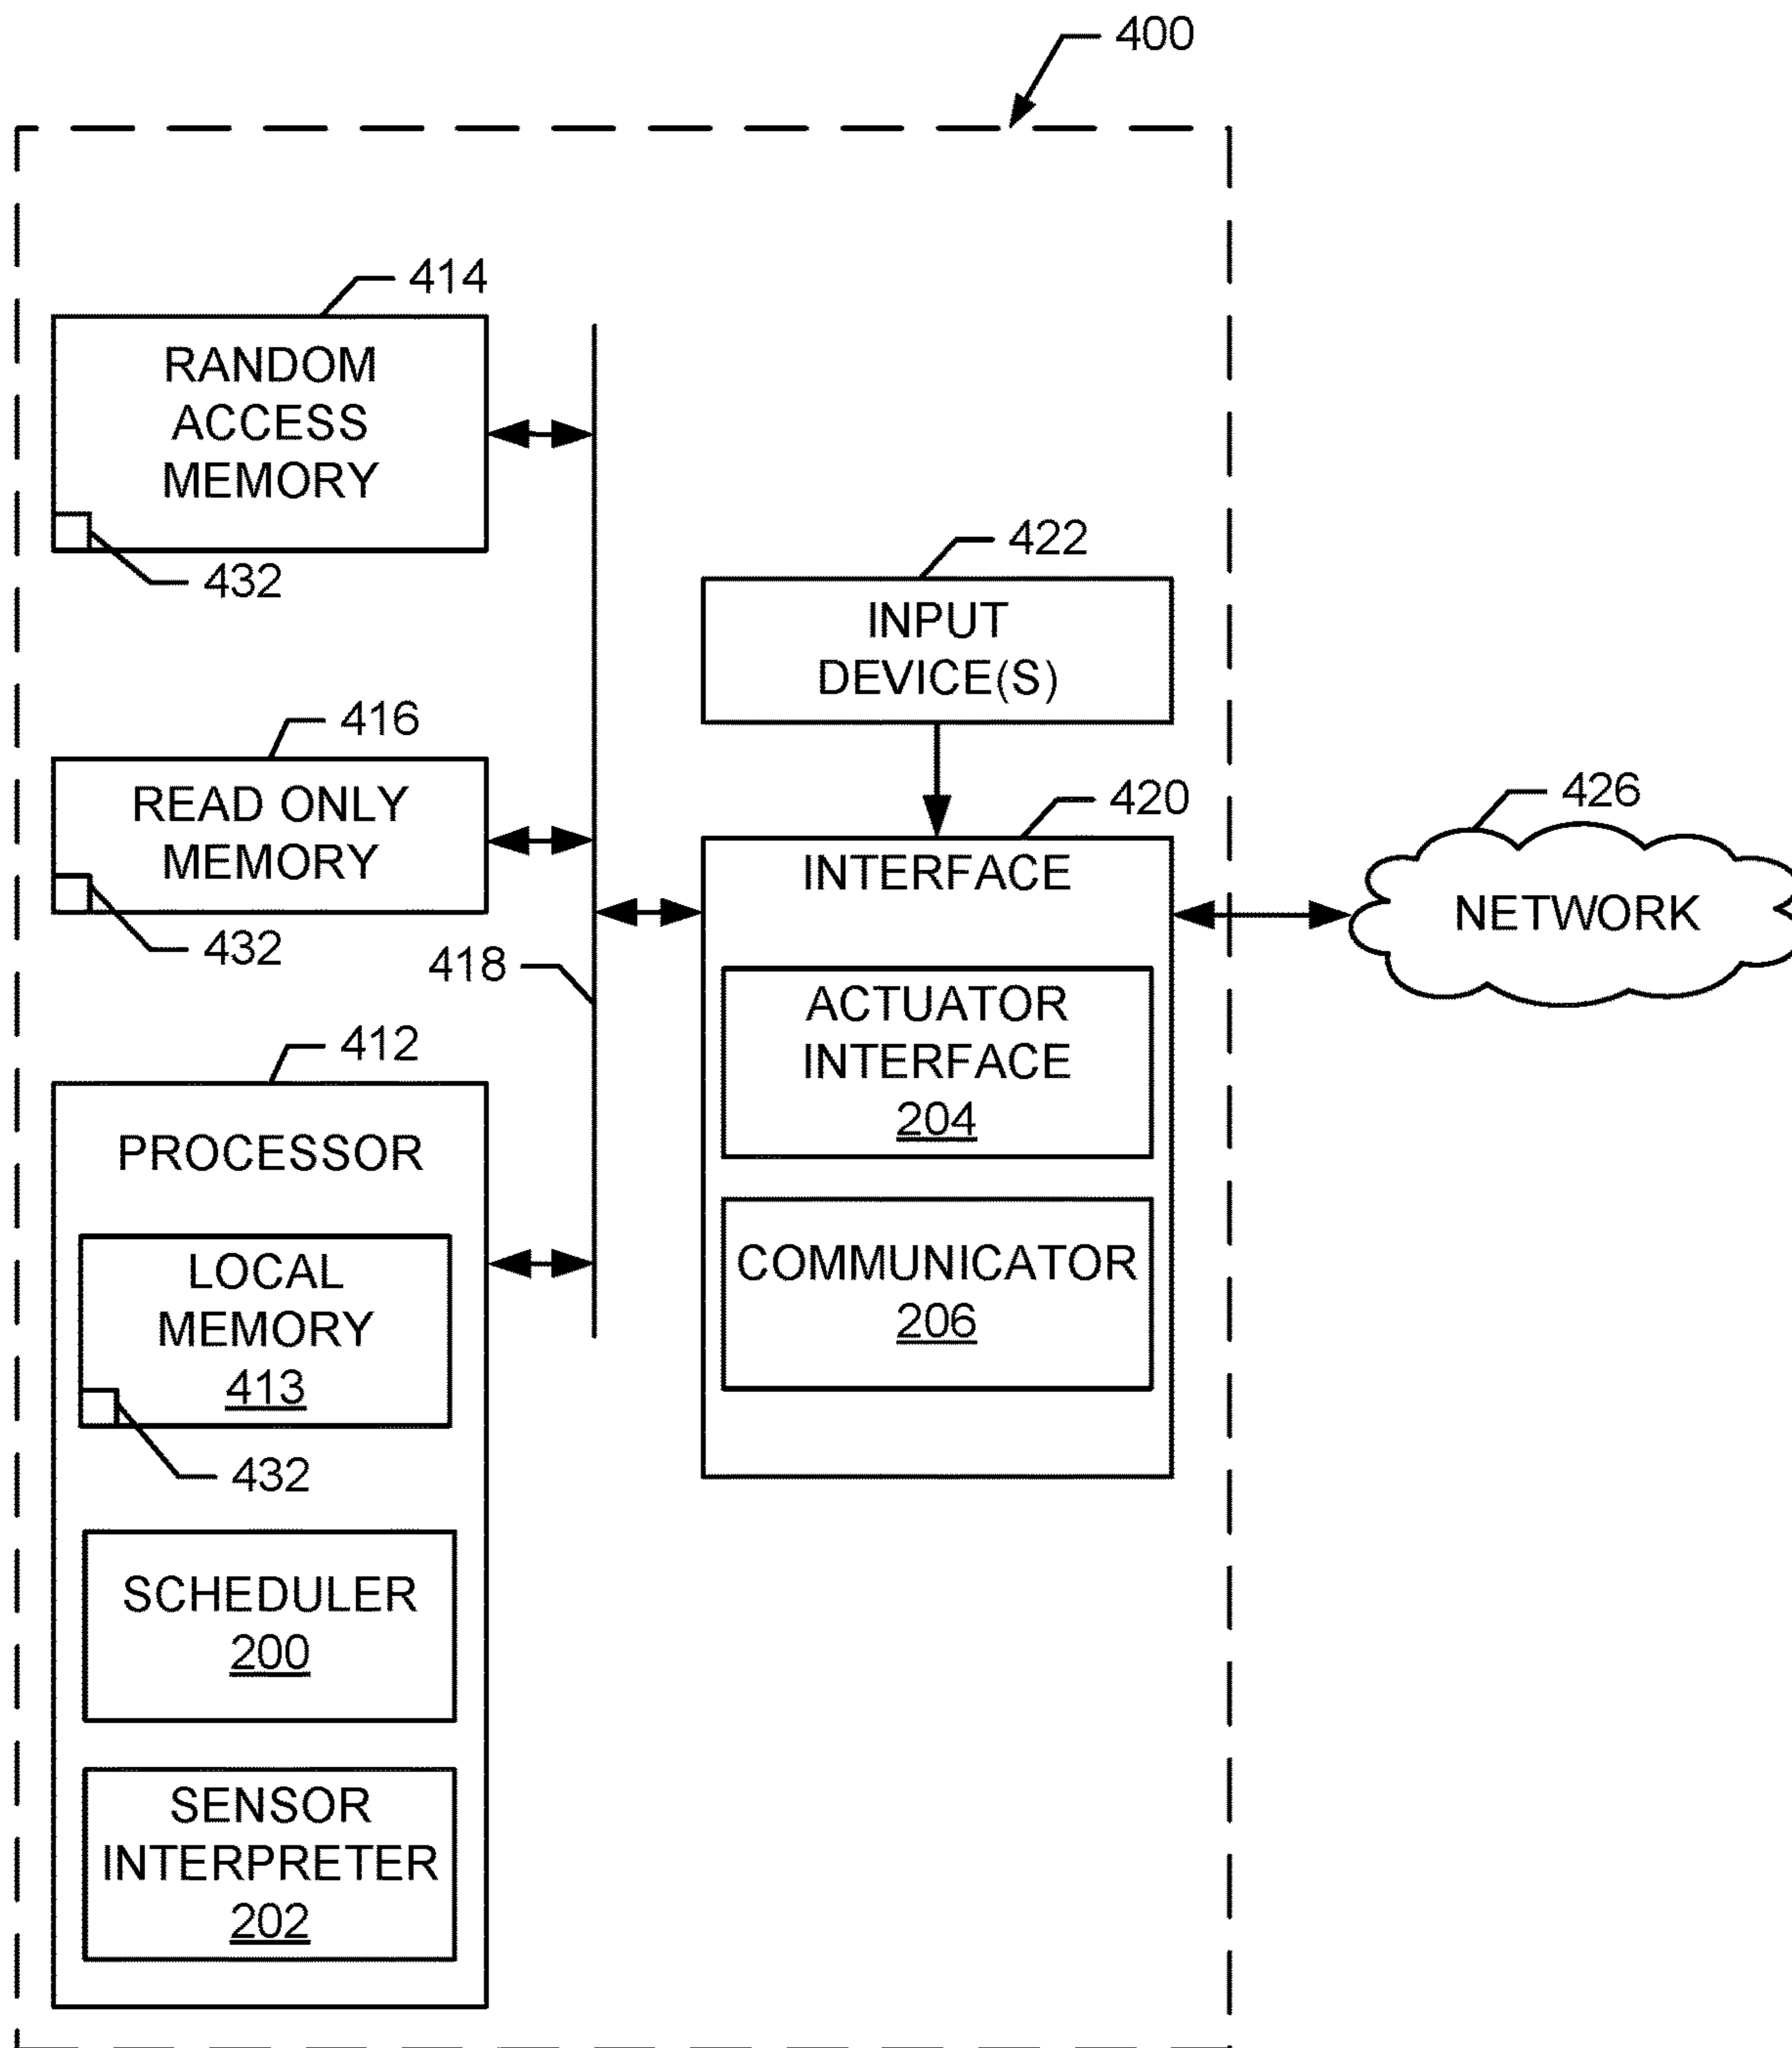 400
414
RANDOM
ACCESS
MEMORY
432
422
INPUT
DEVICE(S)
416
READ ONLY
MEMORY
432
420
INTERFACE
426
NETWORK
418
ACTUATOR
INTERFACE
204
412
PROCESSOR
COMMUNICATOR
206
LOCAL
MEMORY
413
432
SCHEDULER
200
SENSOR
INTERPRETER
202